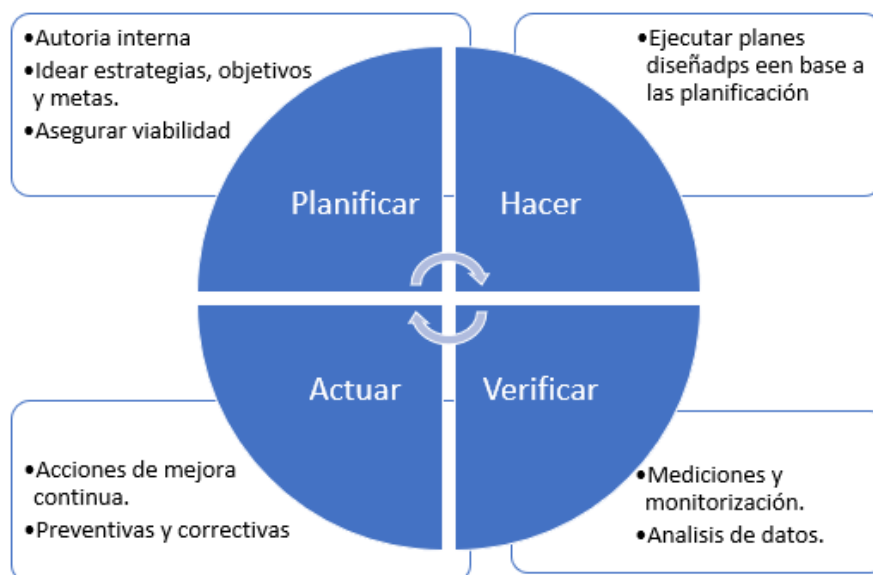 •Autoria interna
•Idear estrategias, objetivos
y metas.
•Asegurar viabilidad
•Ejecutar planes
diseñadps een base a
las planificación
Planificar
Hacer
Actuar
Verificar
•Acciones de mejora
continua.
•Preventivas y correctivas
•Mediciones y
monitorización.
•Analisis de datos.